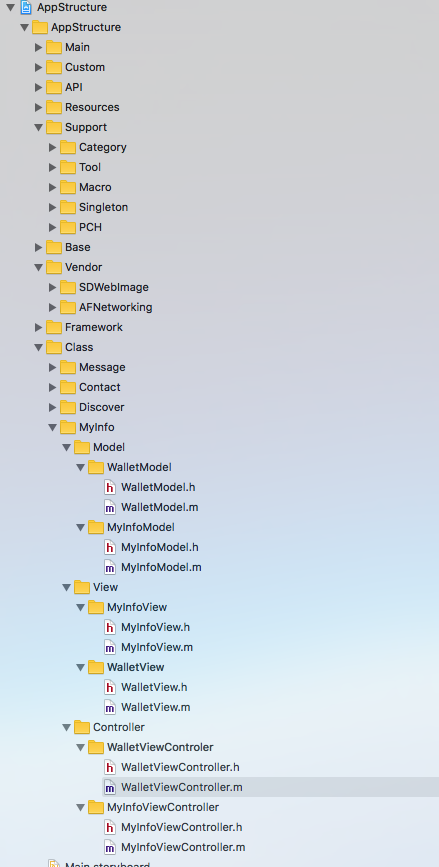 AppStructure
AppStructure
Main
Custom
API
Resources
Support
Category
Tool
Macro
Singleton
PCH
Base
Vendor
SDWebImage
AFNetworking
Framework
Class
Message
Contact
Discover
MyInfo
Model
WalletModel
h WalletModel.h
m WalletModel.m
MyInfoModel
h MyInfoModel.h
m MyInfoModel.m
View
MyInfoView
h MyInfoView.h
m MyInfoView.m
WalletView
h WalletView.h
m WalletView.m
Controller
WalletViewControler
h WalletViewController.h
m WalletViewController.m
MyInfoViewController
h MyInfoViewController.h
m MyInfoViewController.m
Main.storyboard